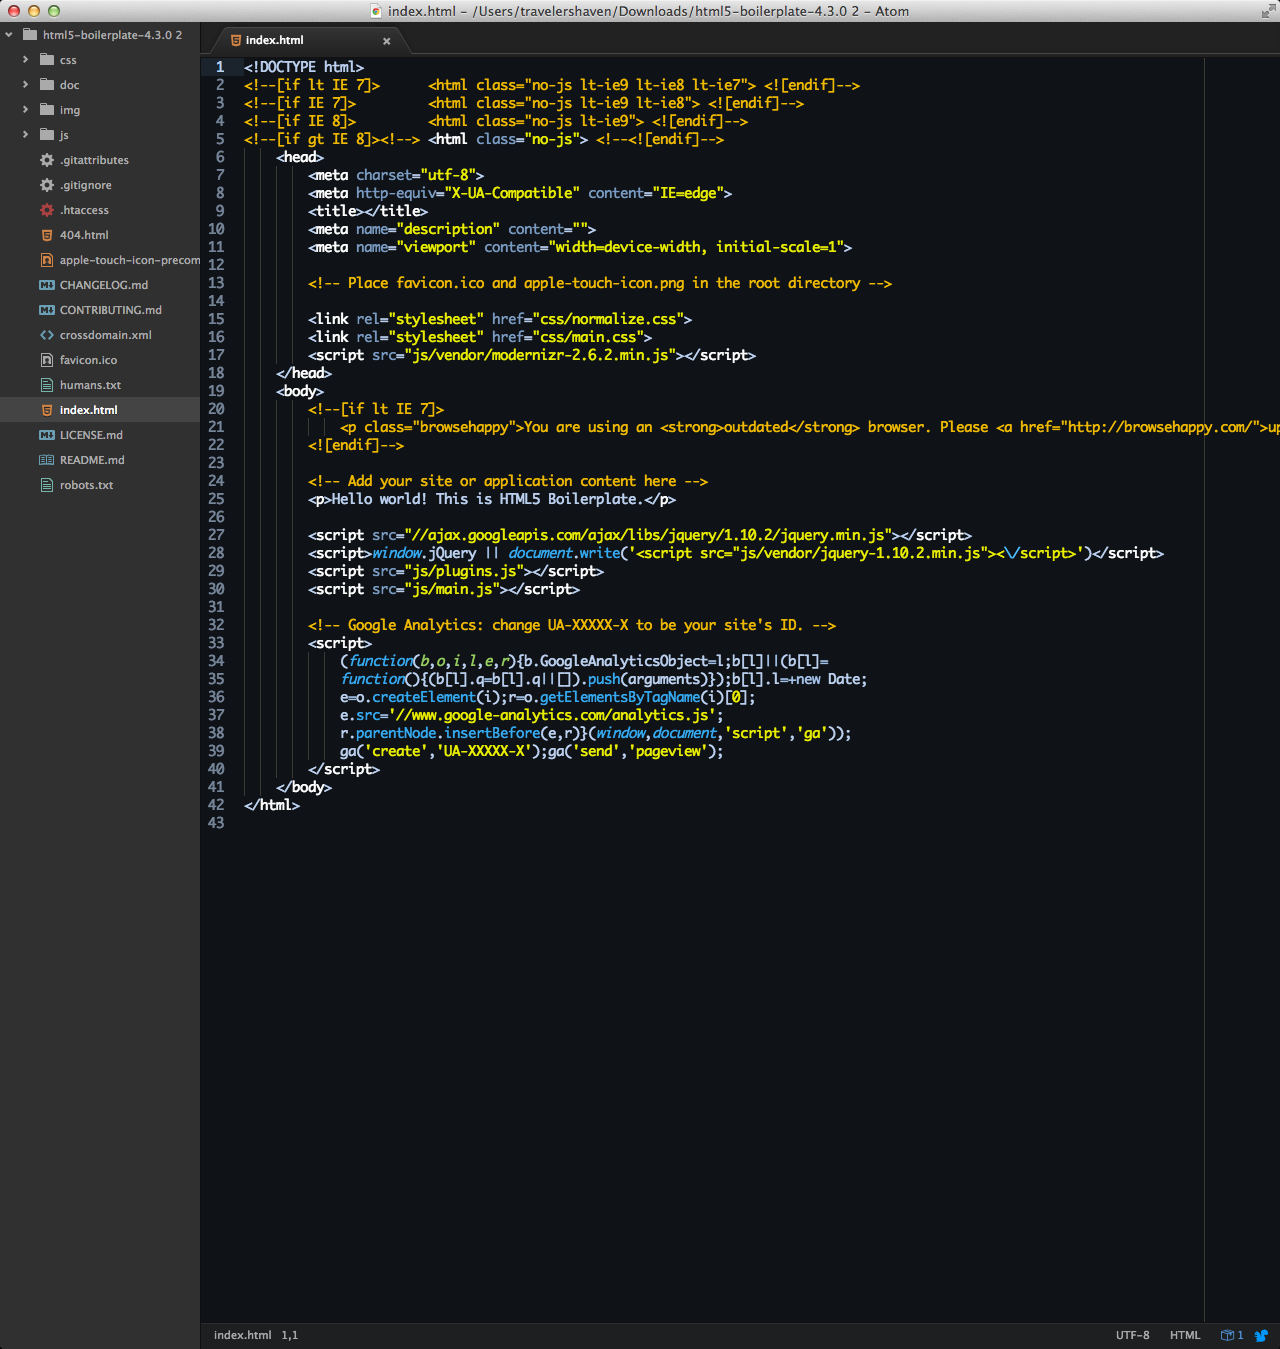 index.html – /Users/travelershaven/Downloads/html5-boilerplate-4.3.0 2 – Atom
html5-boilerplate-4.3.0 2
css
doc
img
js
.gitattributes
.gitignore
.htaccess
404.html
apple-touch-icon-precom
CHANGELOG.md
CONTRIBUTING.md
crossdomain.xml
favicon.ico
humans.txt
index.html
LICENSE.md
README.md
robots.txt
index.html
1 <!DOCTYPE html>
2 <!--[if lt IE 7]>      <html class="no-js lt-ie9 lt-ie8 lt-ie7"> <![endif]-->
3 <!--[if IE 7]>         <html class="no-js lt-ie9 lt-ie8"> <![endif]-->
4 <!--[if IE 8]>         <html class="no-js lt-ie9"> <![endif]-->
5 <!--[if gt IE 8]><!--> <html class="no-js"> <!--<![endif]-->
6     <head>
7         <meta charset="utf-8">
8         <meta http-equiv="X-UA-Compatible" content="IE=edge">
9         <title></title>
10         <meta name="description" content="">
11         <meta name="viewport" content="width=device-width, initial-scale=1">
12
13         <!-- Place favicon.ico and apple-touch-icon.png in the root directory -->
14
15         <link rel="stylesheet" href="css/normalize.css">
16         <link rel="stylesheet" href="css/main.css">
17         <script src="js/vendor/modernizr-2.6.2.min.js"></script>
18     </head>
19     <body>
20         <!--[if lt IE 7]>
21             <p class="browsehappy">You are using an <strong>outdated</strong> browser. Please <a href="http://browsehappy.com/">up
22         <![endif]-->
23
24         <!-- Add your site or application content here -->
25         <p>Hello world! This is HTML5 Boilerplate.</p>
26
27         <script src="//ajax.googleapis.com/ajax/libs/jquery/1.10.2/jquery.min.js"></script>
28         <script>window.jQuery || document.write('<script src="js/vendor/jquery-1.10.2.min.js"><\/script>')</script>
29         <script src="js/plugins.js"></script>
30         <script src="js/main.js"></script>
31
32         <!-- Google Analytics: change UA-XXXXX-X to be your site's ID. -->
33         <script>
34             (function(b,o,i,l,e,r){b.GoogleAnalyticsObject=l;b[l]||(b[l]=
35             function(){(b[l].q=b[l].q||[]).push(arguments)});b[l].l=+new Date;
36             e=o.createElement(i);r=o.getElementsByTagName(i)[0];
37             e.src='//www.google-analytics.com/analytics.js';
38             r.parentNode.insertBefore(e,r)}(window,document,'script','ga'));
39             ga('create','UA-XXXXX-X');ga('send','pageview');
40         </script>
41     </body>
42 </html>
43
index.html 1,1 UTF-8 HTML 1